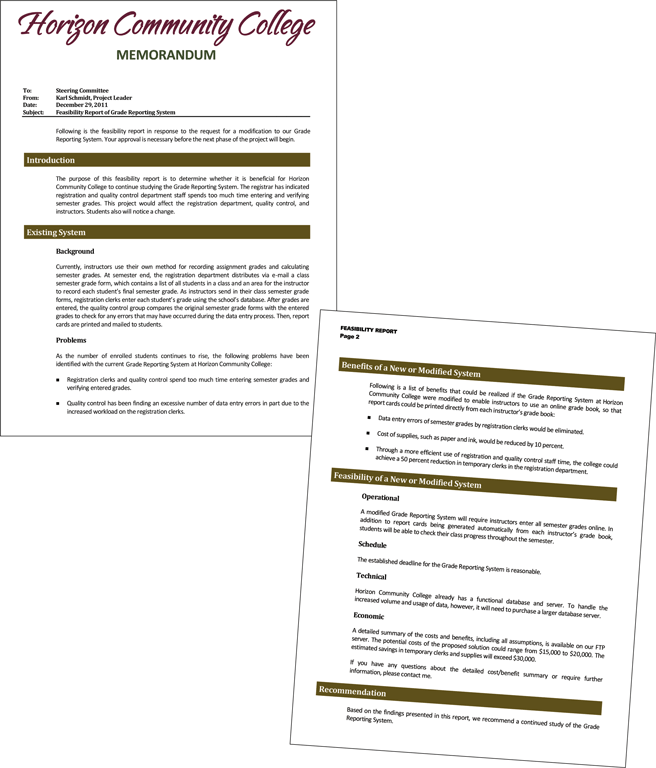 Horizon Community College
MEMORANDUM
To: Steering Committee
From: Karl Schmidt, Project Leader
Date: December 29, 2011
Subject: Feasibility Report of Grade Reporting System
Following is the feasibility report in response to the request for a modification to our Grade
Reporting System. Your approval is necessary before the next phase of the project will begin.
Introduction
The purpose of this feasibility report is to determine whether it is beneficial for Horizon
Community College to continue studying the Grade Reporting System. The registrar has indicated
registration and quality control department staff spends too much time entering and verifying
semester grades. This project would affect the registration department, quality control, and
instructors. Students also will notice a change.
Existing System
Background
Currently, instructors use their own method for recording assignment grades and calculating
semester grades. At semester end, the registration department distributes via e-mail a class
semester grade form, which contains a list of all students in a class and an area for the instructor
to record each student's final semester grade. As instructors send in their class semester grade
forms, registration clerks enter each student's grade using the school's database. After grades are
entered, the quality control group compares the original semester grade forms with the entered
grades to check for any errors that may have occurred during the data entry process. Then, report
cards are printed and mailed to students.
Problems
As the number of enrolled students continues to rise, the following problems have been
identified with the current Grade Reporting System at Horizon Community College:
▪ Registration clerks and quality control spend too much time entering semester grades and
verifying entered grades.
▪ Quality control has been finding an excessive number of data entry errors in part due to the
increased workload on the registration clerks.
FEASIBILITY REPORT
Page 2
Benefits of a New or Modified System
Following is a list of benefits that could be realized if the Grade Reporting System at Horizon
Community College were modified to enable instructors to use an online grade book, so that
report cards could be printed directly from each instructor's grade book:
▪ Data entry errors of semester grades by registration clerks would be eliminated.
▪ Cost of supplies, such as paper and ink, would be reduced by 10 percent.
▪ Through a more efficient use of registration and quality control staff time, the college could
achieve a 50 percent reduction in temporary clerks in the registration department.
Feasibility of a New or Modified System
Operational
A modified Grade Reporting System will require instructors enter all semester grades online. In
addition to report cards being generated automatically from each instructor's grade book,
students will be able to check their class progress throughout the semester.
Schedule
The established deadline for the Grade Reporting System is reasonable.
Technical
Horizon Community College already has a functional database and server. To handle the
increased volume and usage of data, however, it will need to purchase a larger database server.
Economic
A detailed summary of the costs and benefits, including all assumptions, is available on our FTP
server. The potential costs of the proposed solution could range from $15,000 to $20,000. The
estimated savings in temporary clerks and supplies will exceed $30,000.
If you have any questions about the detailed cost/benefit summary or require further
information, please contact me.
Recommendation
Based on the findings presented in this report, we recommend a continued study of the Grade
Reporting System.